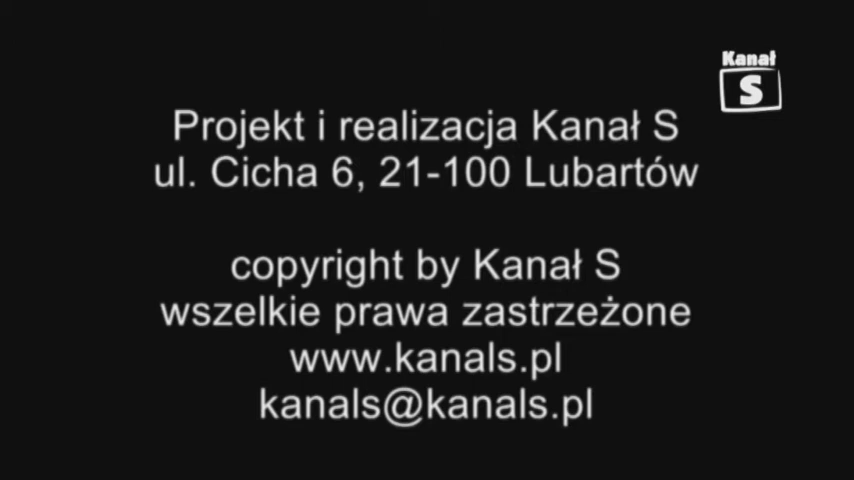 Kanał
S
Projekt i realizacja Kanał S
ul. Cicha 6, 21-100 Lubartów
copyright by Kanał S
wszelkie prawa zastrzeżone
www.kanals.pl
kanals@kanals.pl